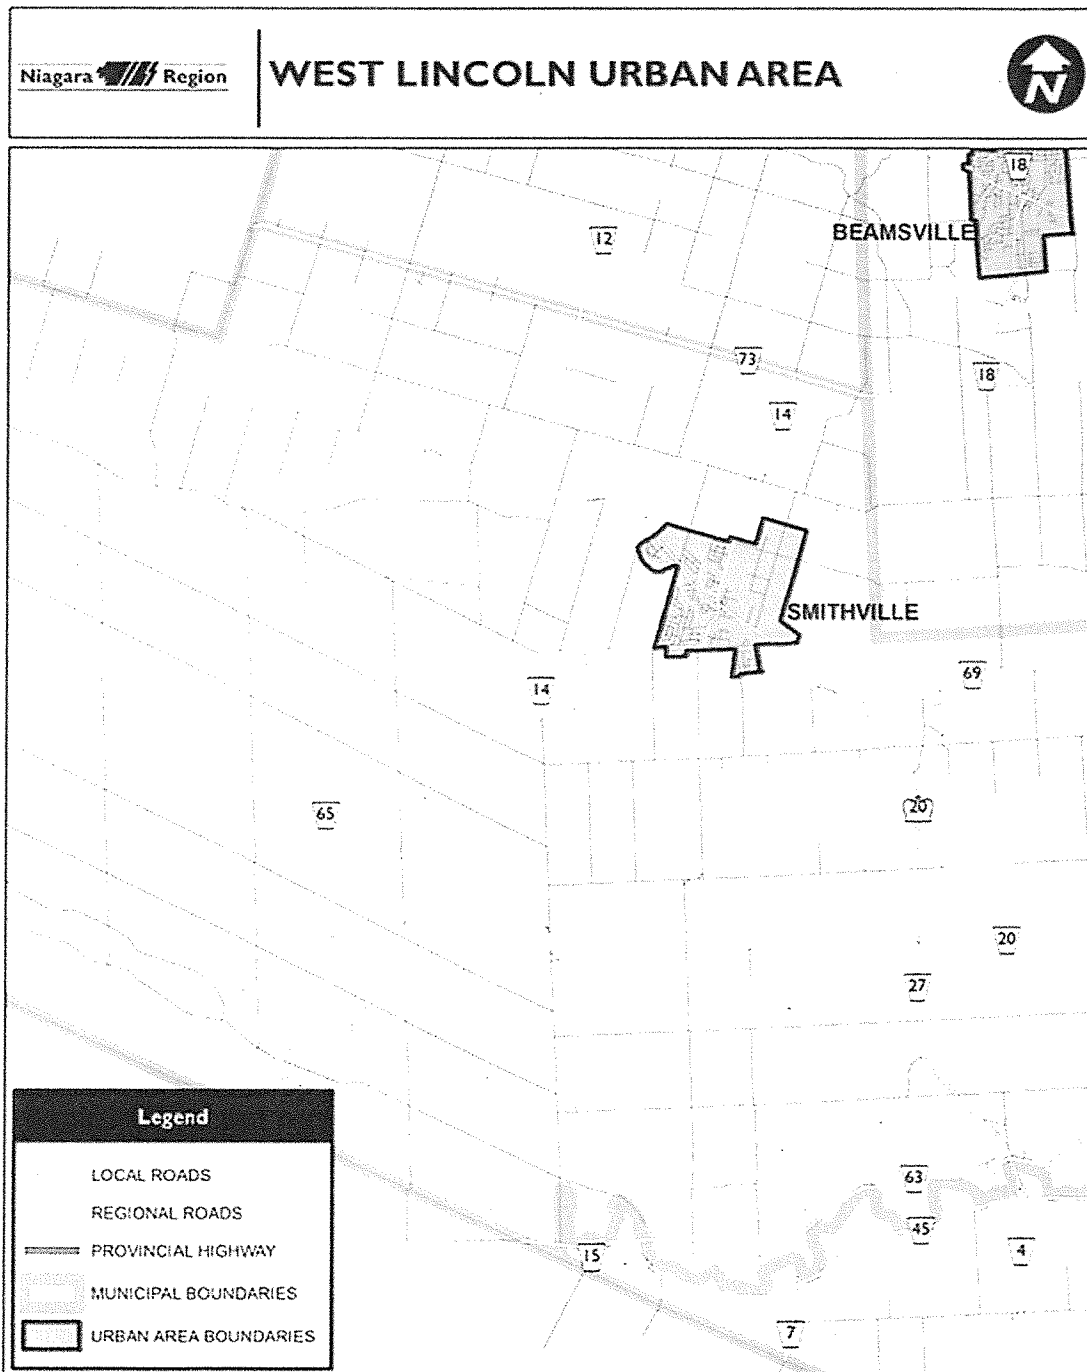 Niagara Region
WEST LINCOLN URBAN AREA
N
18
12
BEAMSVILLE
73
18
14
SMITHVILLE
69
14
20
65
20
27
63
45
4
15
7
Legend
LOCAL ROADS
REGIONAL ROADS
PROVINCIAL HIGHWAY
MUNICIPAL BOUNDARIES
URBAN AREA BOUNDARIES